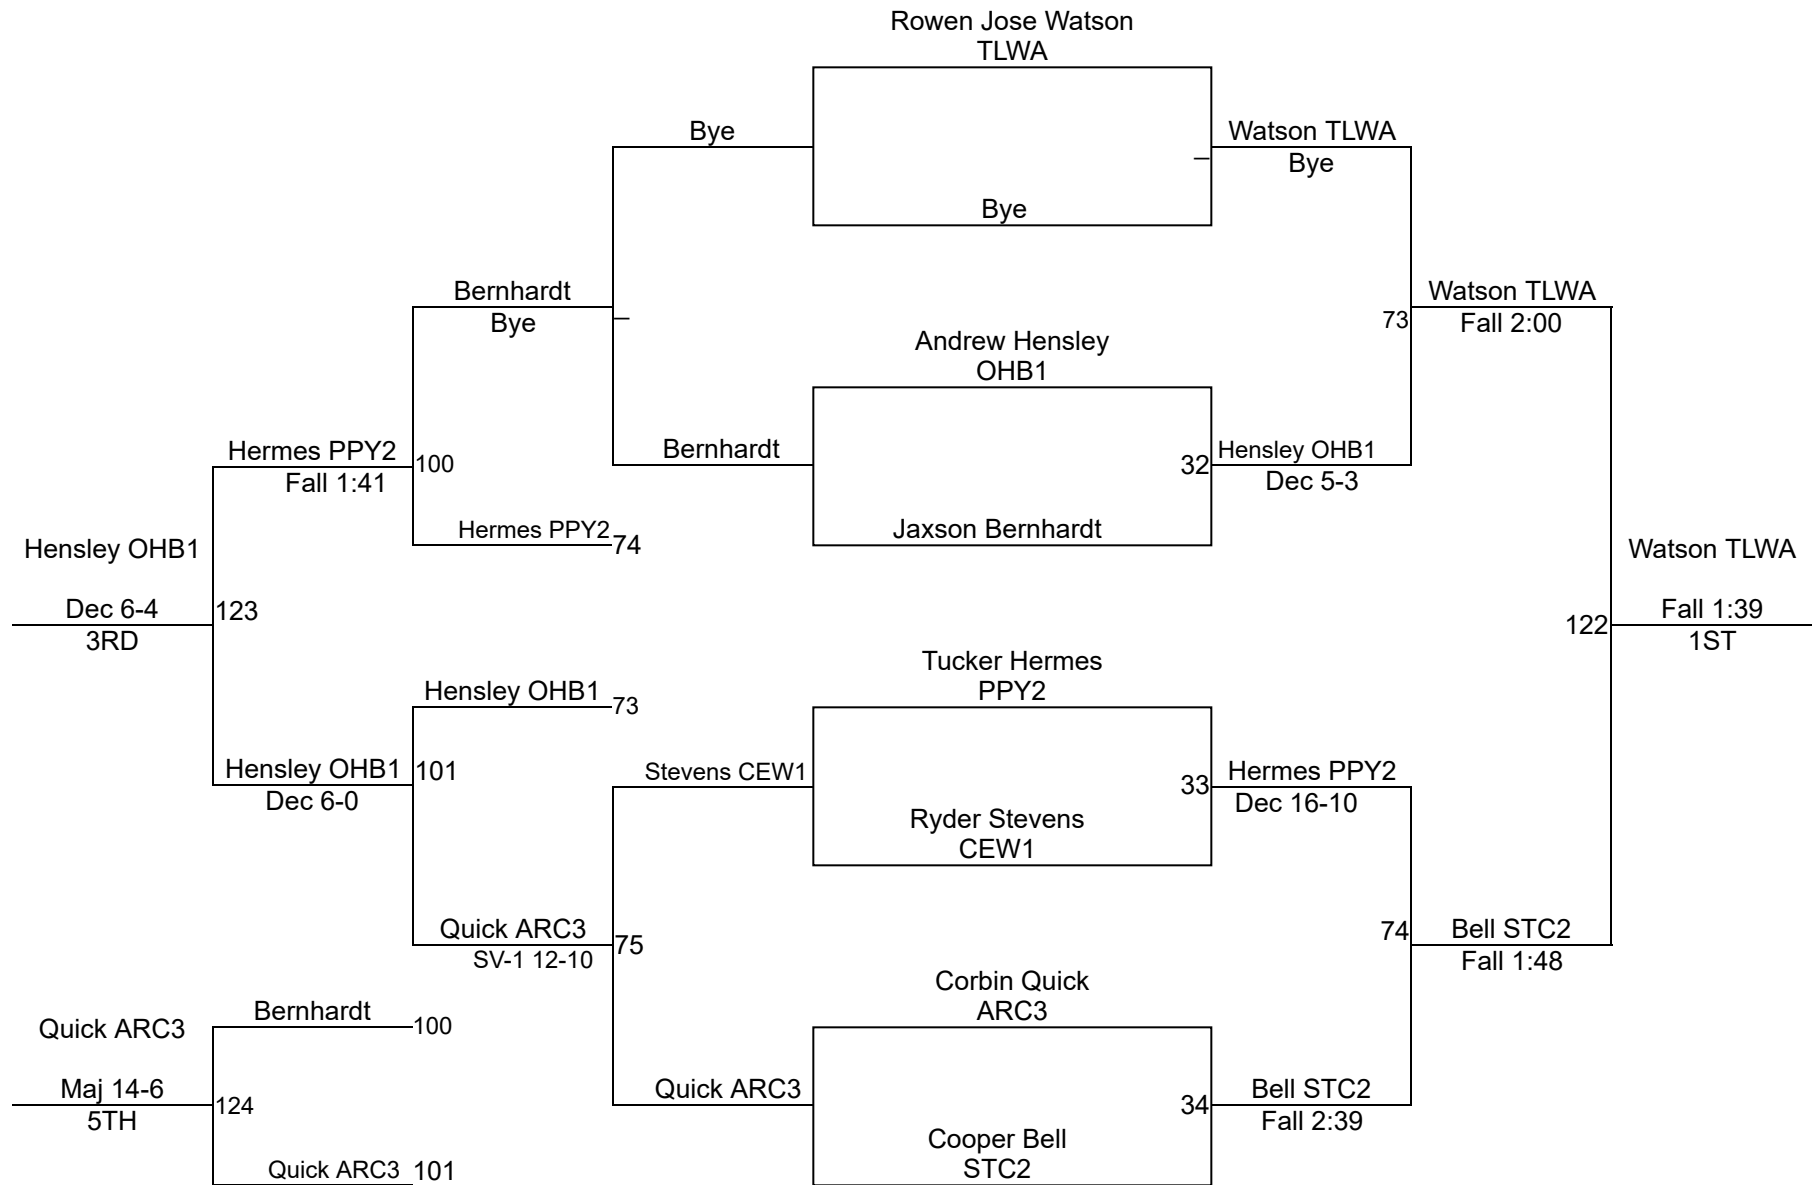 Rowen Jose Watson
TLWA
Bye
Watson TLWA
Bye
Bye
Bernhardt
Bye
Watson TLWA
Fall 2:00
73
Andrew Hensley
OHB1
Hermes PPY2
Fall 1:41
100
Bernhardt
32
Hensley OHB1
Dec 5-3
Hermes PPY2
74
Jaxson Bernhardt
Hensley OHB1
Dec 6-4
3RD
123
Watson TLWA
Fall 1:39
1ST
122
Tucker Hermes
PPY2
Hensley OHB1
73
Hensley OHB1
Dec 6-0
101
Stevens CEW1
33
Hermes PPY2
Dec 16-10
Ryder Stevens
CEW1
Quick ARC3
SV-1 12-10
75
74
Bell STC2
Fall 1:48
Corbin Quick
ARC3
Bernhardt
100
Quick ARC3
Maj 14-6
5TH
124
Quick ARC3
34
Bell STC2
Fall 2:39
Cooper Bell
STC2
Quick ARC3
101